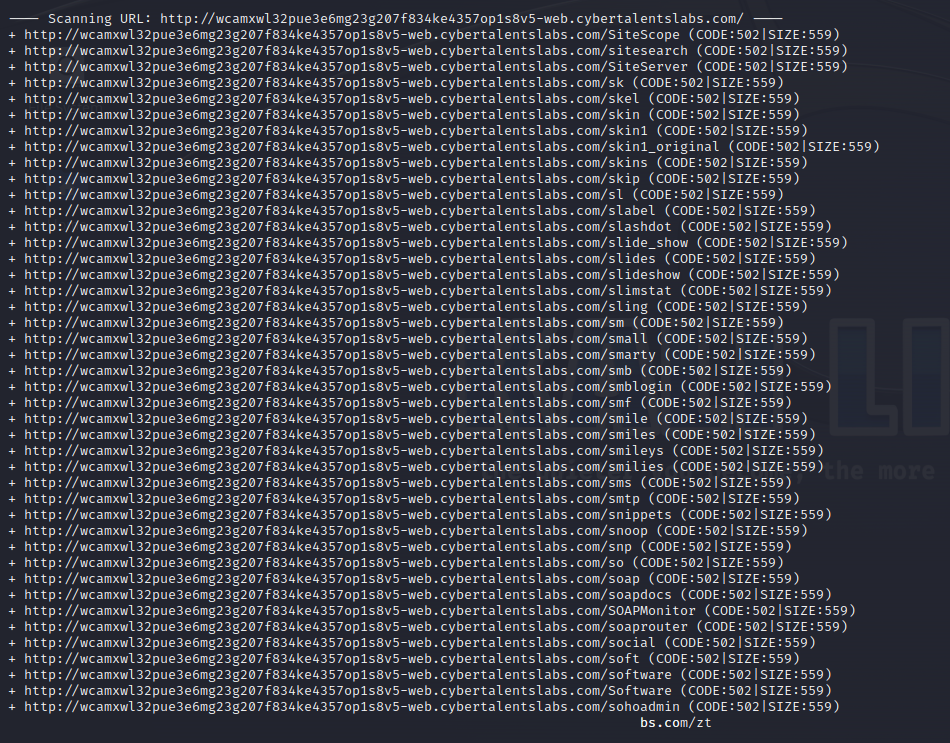 ---- Scanning URL: http://wcamxwl32pue3e6mg23g207f834ke4357op1s8v5-web.cybertalentslabs.com/ ----
+ http://wcamxwl32pue3e6mg23g207f834ke4357op1s8v5-web.cybertalentslabs.com/SiteScope (CODE:502|SIZE:559)
+ http://wcamxwl32pue3e6mg23g207f834ke4357op1s8v5-web.cybertalentslabs.com/sitesearch (CODE:502|SIZE:559)
+ http://wcamxwl32pue3e6mg23g207f834ke4357op1s8v5-web.cybertalentslabs.com/SiteServer (CODE:502|SIZE:559)
+ http://wcamxwl32pue3e6mg23g207f834ke4357op1s8v5-web.cybertalentslabs.com/sk (CODE:502|SIZE:559)
+ http://wcamxwl32pue3e6mg23g207f834ke4357op1s8v5-web.cybertalentslabs.com/skel (CODE:502|SIZE:559)
+ http://wcamxwl32pue3e6mg23g207f834ke4357op1s8v5-web.cybertalentslabs.com/skin (CODE:502|SIZE:559)
+ http://wcamxwl32pue3e6mg23g207f834ke4357op1s8v5-web.cybertalentslabs.com/skin1 (CODE:502|SIZE:559)
+ http://wcamxwl32pue3e6mg23g207f834ke4357op1s8v5-web.cybertalentslabs.com/skin1_original (CODE:502|SIZE:559)
+ http://wcamxwl32pue3e6mg23g207f834ke4357op1s8v5-web.cybertalentslabs.com/skins (CODE:502|SIZE:559)
+ http://wcamxwl32pue3e6mg23g207f834ke4357op1s8v5-web.cybertalentslabs.com/skip (CODE:502|SIZE:559)
+ http://wcamxwl32pue3e6mg23g207f834ke4357op1s8v5-web.cybertalentslabs.com/sl (CODE:502|SIZE:559)
+ http://wcamxwl32pue3e6mg23g207f834ke4357op1s8v5-web.cybertalentslabs.com/slabel (CODE:502|SIZE:559)
+ http://wcamxwl32pue3e6mg23g207f834ke4357op1s8v5-web.cybertalentslabs.com/slashdot (CODE:502|SIZE:559)
+ http://wcamxwl32pue3e6mg23g207f834ke4357op1s8v5-web.cybertalentslabs.com/slide_show (CODE:502|SIZE:559)
+ http://wcamxwl32pue3e6mg23g207f834ke4357op1s8v5-web.cybertalentslabs.com/slides (CODE:502|SIZE:559)
+ http://wcamxwl32pue3e6mg23g207f834ke4357op1s8v5-web.cybertalentslabs.com/slideshow (CODE:502|SIZE:559)
+ http://wcamxwl32pue3e6mg23g207f834ke4357op1s8v5-web.cybertalentslabs.com/slimstat (CODE:502|SIZE:559)
+ http://wcamxwl32pue3e6mg23g207f834ke4357op1s8v5-web.cybertalentslabs.com/sling (CODE:502|SIZE:559)
+ http://wcamxwl32pue3e6mg23g207f834ke4357op1s8v5-web.cybertalentslabs.com/sm (CODE:502|SIZE:559)
+ http://wcamxwl32pue3e6mg23g207f834ke4357op1s8v5-web.cybertalentslabs.com/small (CODE:502|SIZE:559)
+ http://wcamxwl32pue3e6mg23g207f834ke4357op1s8v5-web.cybertalentslabs.com/smarty (CODE:502|SIZE:559)
+ http://wcamxwl32pue3e6mg23g207f834ke4357op1s8v5-web.cybertalentslabs.com/smb (CODE:502|SIZE:559)
+ http://wcamxwl32pue3e6mg23g207f834ke4357op1s8v5-web.cybertalentslabs.com/smblogin (CODE:502|SIZE:559)
+ http://wcamxwl32pue3e6mg23g207f834ke4357op1s8v5-web.cybertalentslabs.com/smf (CODE:502|SIZE:559)
+ http://wcamxwl32pue3e6mg23g207f834ke4357op1s8v5-web.cybertalentslabs.com/smile (CODE:502|SIZE:559)
+ http://wcamxwl32pue3e6mg23g207f834ke4357op1s8v5-web.cybertalentslabs.com/smiles (CODE:502|SIZE:559)
+ http://wcamxwl32pue3e6mg23g207f834ke4357op1s8v5-web.cybertalentslabs.com/smileys (CODE:502|SIZE:559)
+ http://wcamxwl32pue3e6mg23g207f834ke4357op1s8v5-web.cybertalentslabs.com/smilies (CODE:502|SIZE:559)
the more
+ http://wcamxwl32pue3e6mg23g207f834ke4357op1s8v5-web.cybertalentslabs.com/sms (CODE:502|SIZE:559)
+ http://wcamxwl32pue3e6mg23g207f834ke4357op1s8v5-web.cybertalentslabs.com/smtp (CODE:502|SIZE:559)
+ http://wcamxwl32pue3e6mg23g207f834ke4357op1s8v5-web.cybertalentslabs.com/snippets (CODE:502|SIZE:559)
+ http://wcamxwl32pue3e6mg23g207f834ke4357op1s8v5-web.cybertalentslabs.com/snoop (CODE:502|SIZE:559)
+ http://wcamxwl32pue3e6mg23g207f834ke4357op1s8v5-web.cybertalentslabs.com/snp (CODE:502|SIZE:559)
+ http://wcamxwl32pue3e6mg23g207f834ke4357op1s8v5-web.cybertalentslabs.com/so (CODE:502|SIZE:559)
+ http://wcamxwl32pue3e6mg23g207f834ke4357op1s8v5-web.cybertalentslabs.com/soap (CODE:502|SIZE:559)
+ http://wcamxwl32pue3e6mg23g207f834ke4357op1s8v5-web.cybertalentslabs.com/soapdocs (CODE:502|SIZE:559)
+ http://wcamxwl32pue3e6mg23g207f834ke4357op1s8v5-web.cybertalentslabs.com/SOAPMonitor (CODE:502|SIZE:559)
+ http://wcamxwl32pue3e6mg23g207f834ke4357op1s8v5-web.cybertalentslabs.com/soaprouter (CODE:502|SIZE:559)
+ http://wcamxwl32pue3e6mg23g207f834ke4357op1s8v5-web.cybertalentslabs.com/social (CODE:502|SIZE:559)
+ http://wcamxwl32pue3e6mg23g207f834ke4357op1s8v5-web.cybertalentslabs.com/soft (CODE:502|SIZE:559)
+ http://wcamxwl32pue3e6mg23g207f834ke4357op1s8v5-web.cybertalentslabs.com/software (CODE:502|SIZE:559)
+ http://wcamxwl32pue3e6mg23g207f834ke4357op1s8v5-web.cybertalentslabs.com/Software (CODE:502|SIZE:559)
+ http://wcamxwl32pue3e6mg23g207f834ke4357op1s8v5-web.cybertalentslabs.com/sohoadmin (CODE:502|SIZE:559)
bs.com/zt